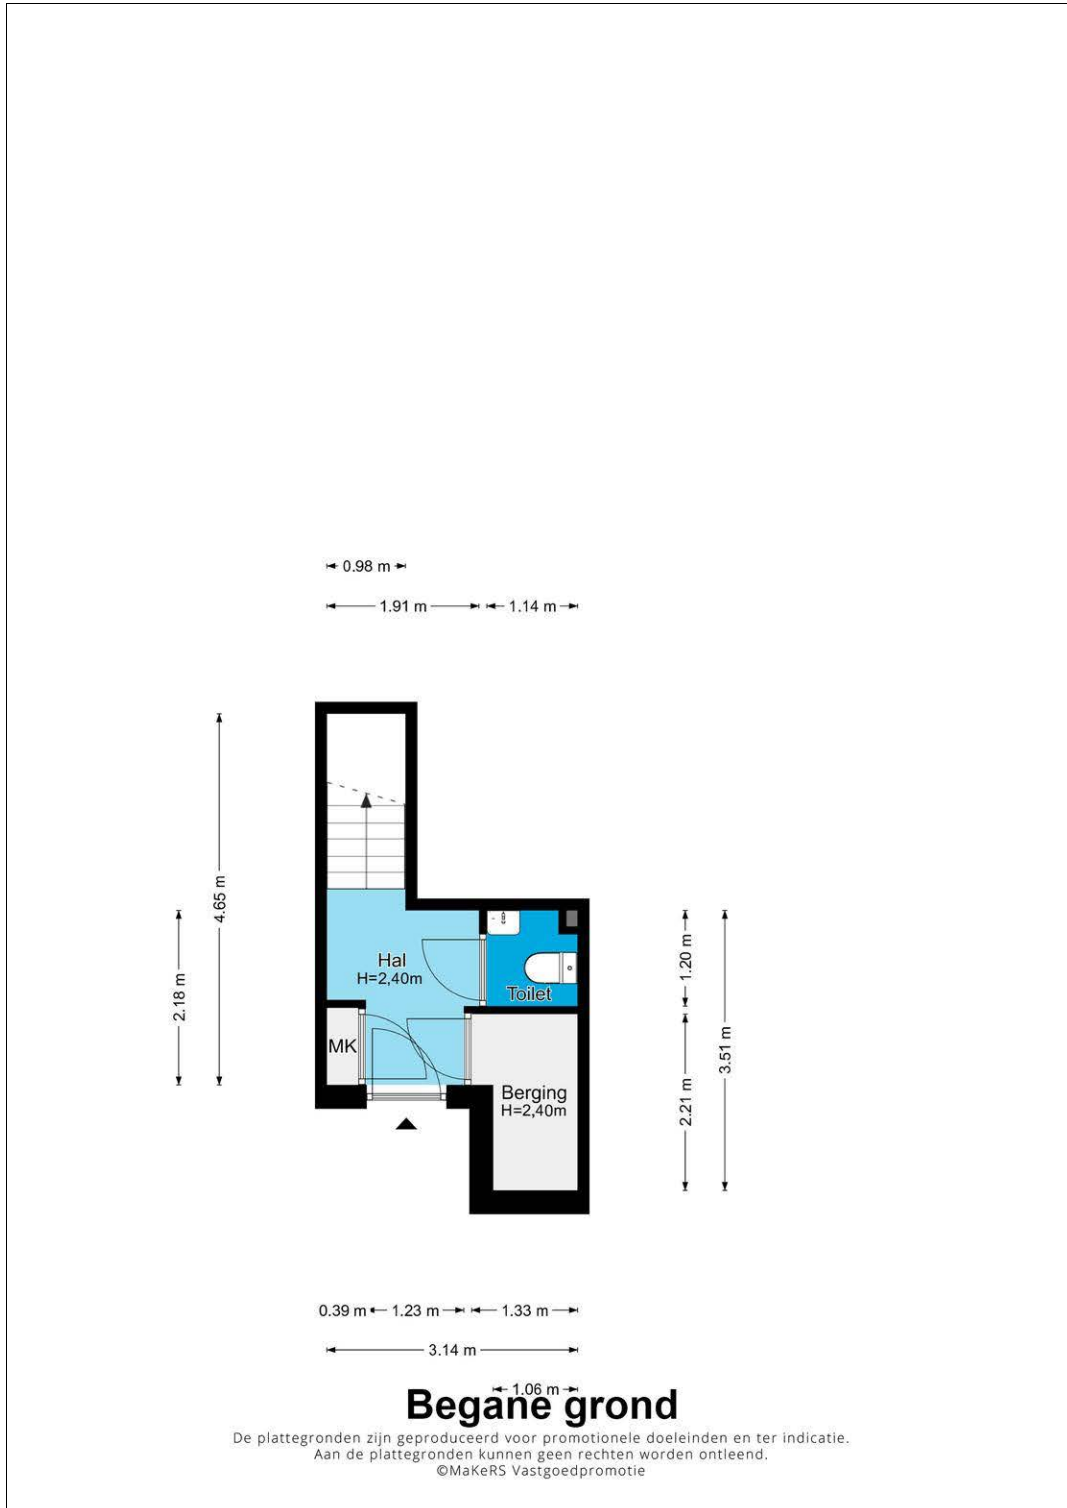 0.98 m
1.91 m
1.14 m
4.65 m
2.18 m
Hal
H=2,40m
Toilet
MK
Berging
H=2,40m
1.20 m
3.51 m
2.21 m
0.39 m
1.23 m
1.33 m
3.14 m
1.06 m
Begane grond
De plattegronden zijn geproduceerd voor promotionele doeleinden en ter indicatie.
Aan de plattegronden kunnen geen rechten worden ontleend.
©MaKeRS Vastgoedpromotie